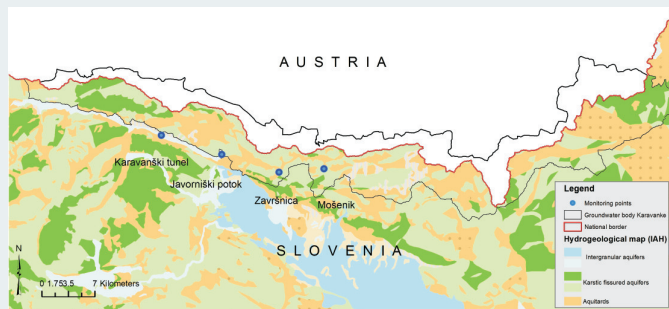 AUSTRIA
Karavanški tunel
Javorniški potok
Završnica
Mošenik
SLOVENIA
N
0 1.753.5 7 Kilometers
Legend
Monitoring points
Groundwater body Karavanke
National border
Hydrogeological map (IAH)
Intergranular aquifers
Karstic fissured aquifers
Aquitards